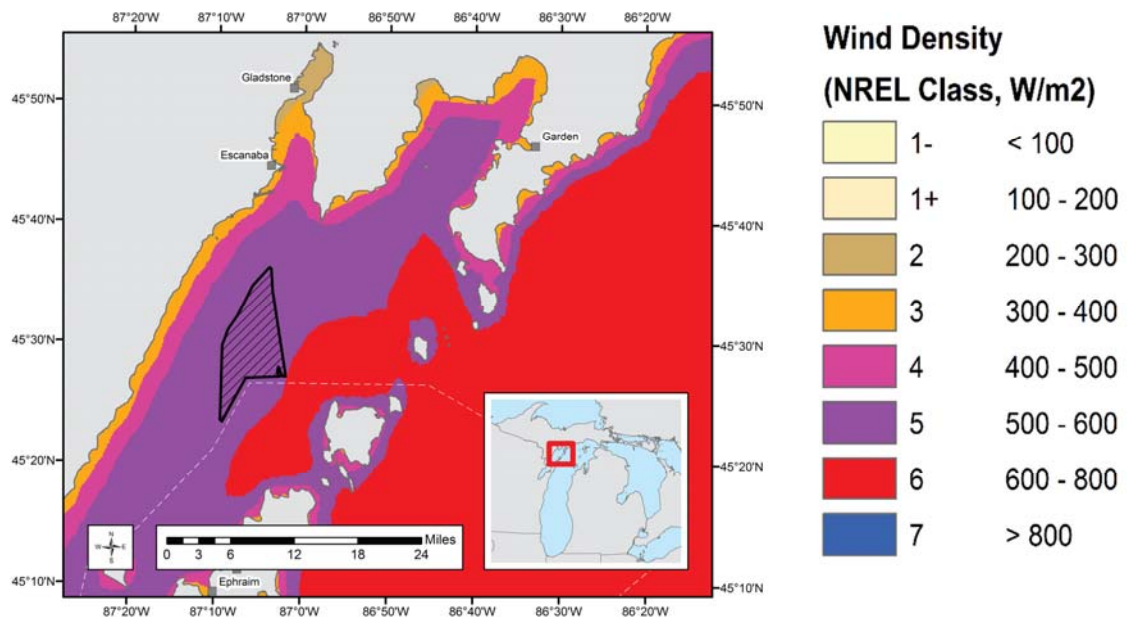 87°20'W 87°10'W 87°0'W 86°50'W 86°40'W 86°30'W 86°20'W
Gladstone
45°50'N
45°50'N
Garden
Escanaba
45°40'N
45°40'N
45°30'N
45°30'N
45°20'N
45°20'N
N
W E
S
Miles
0 3 6 12 18 24
45°10'N
45°10'N
Ephraim
87°20'W 87°10'W 87°0'W 86°50'W 86°40'W 86°30'W 86°20'W
Wind Density
(NREL Class, W/m2)
1- < 100
1+ 100 - 200
2 200 - 300
3 300 - 400
4 400 - 500
5 500 - 600
6 600 - 800
7 > 800